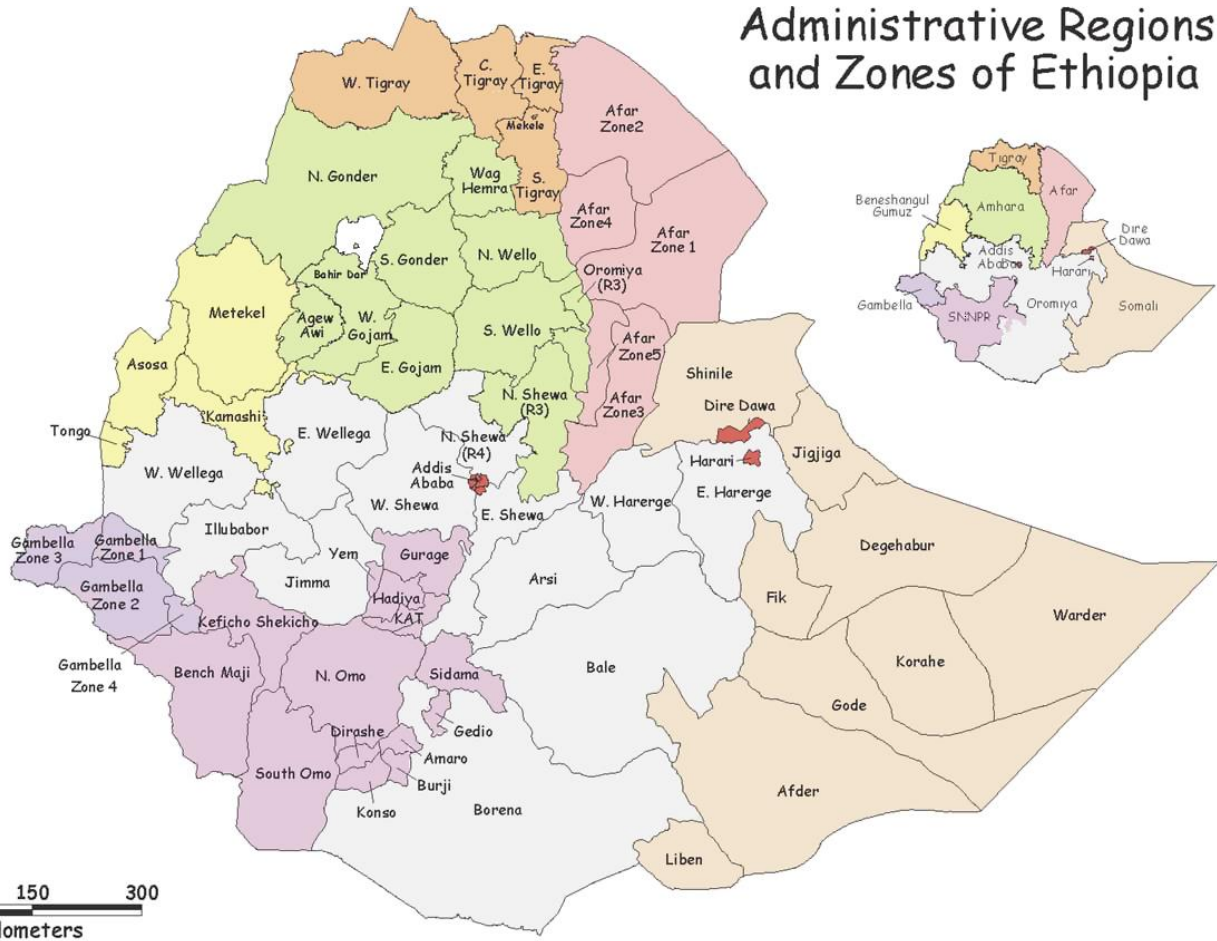 Administrative Regions
and Zones of Ethiopia
W. Tigray
C.
Tigray
E.
Tigray
Mekele
S.
Tigray
Afar
Zone2
N. Gonder
Wag
Hemra
Afar
Zone4
Afar
Zone 1
S. Gonder
N. Wello
Oromiya
(R3)
Bahir Dar
Metekel
Agew
Awi
W.
Gojam
S. Wello
Afar
Zone5
E. Gojam
Asosa
N. Shewa
(R3)
Afar
Zone3
Shinile
Dire Dawa
Kamashi
Tongo
E. Wellega
N. Shewa
(R4)
Harari
Jigjiga
W. Wellega
Addis
Ababa
W. Shewa
E. Shewa
W. Harerge
E. Harerge
Illubabor
Gambella
Zone 3
Gambella
Zone 1
Yem
Gurage
Degehabur
Gambella
Zone 2
Jimma
Arsi
Hadiya
KAT
Fik
Keficho Shekicho
Warder
Gambella
Zone 4
Bench Maji
N. Omo
Sidama
Bale
Korahe
Gode
Dirashe
Gedio
Amaro
South Omo
Burji
Konso
Borena
Afder
Liben
150 300
lometers
Tigray
Beneshangul
Gumuz
Amhara
Afar
Dire
Dawa
Addis
Ababa
Harari
Gambella
SNNPR
Oromiya
Somali